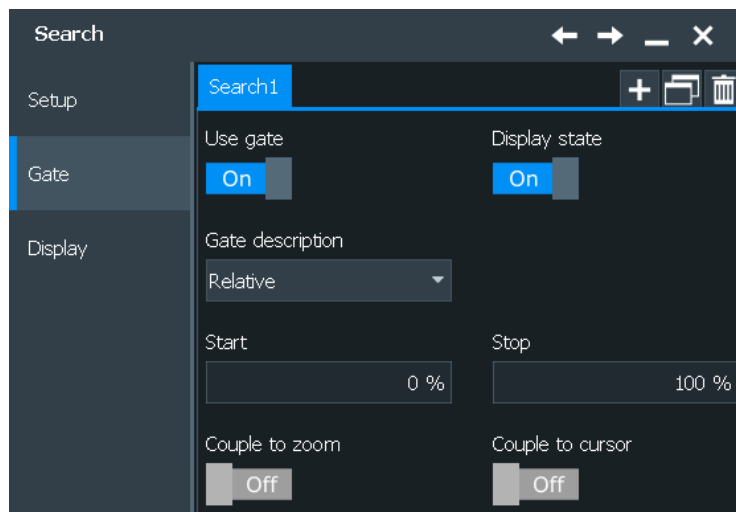 Search
Setup
Gate
Display
Search1
Use gate
Display state
On
On
Gate description
Relative
Start
Stop
0 %
100 %
Couple to zoom
Couple to cursor
Off
Off